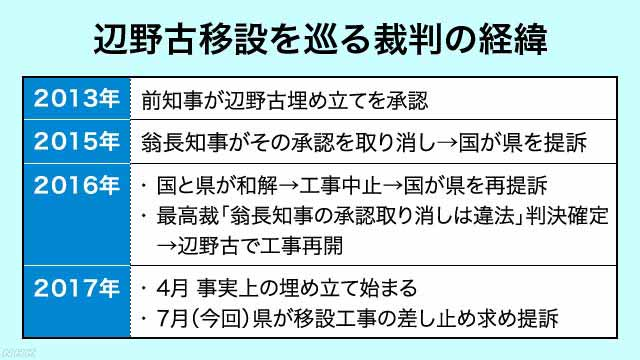 辺野古移設を巡る裁判の経緯
2013年 前知事が辺野古埋め立てを承認
2015年 翁長知事がその承認を取り消し→国が県を提訴
2016年 ・国と県が和解→工事中止→国が県を再提訴
・最高裁｢翁長知事の承認取り消しは違法｣判決確定
→辺野古で工事再開
2017年 ・4月 事実上の埋め立て始まる
・7月(今回)県が移設工事の差し止め求め提訴
NHK